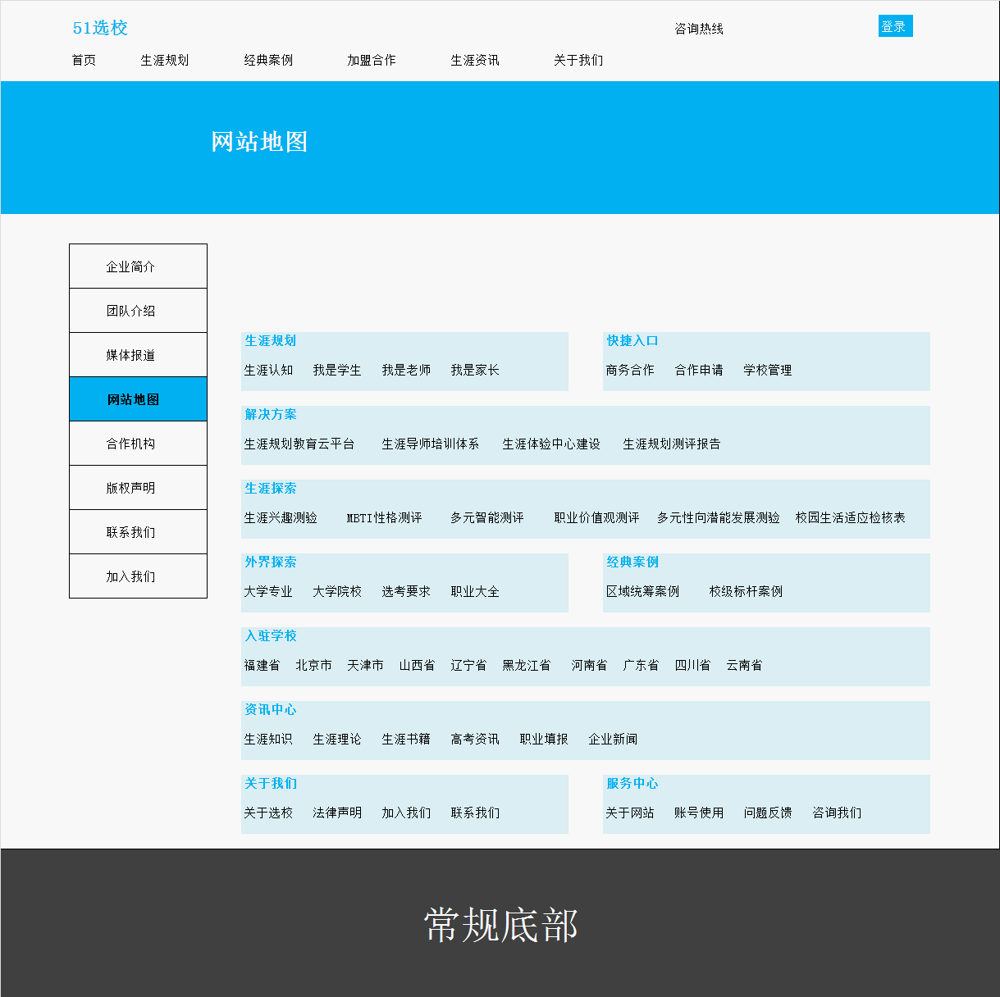 51选校
咨询热线
登录
首页 生涯规划 经典案例 加盟合作 生涯资讯 关于我们
网站地图
企业简介
团队介绍
媒体报道
网站地图
合作机构
版权声明
联系我们
加入我们
生涯规划
生涯认知 我是学生 我是老师 我是家长
快捷入口
商务合作 合作申请 学校管理
解决方案
生涯规划教育云平台 生涯导师培训体系 生涯体验中心建设 生涯规划测评报告
生涯探索
生涯兴趣测验 MBTI性格测评 多元智能测评 职业价值观测评 多元性向潜能发展测验 校园生活适应检核表
外界探索
大学专业 大学院校 选考要求 职业大全
经典案例
区域统筹案例 校级标杆案例
入驻学校
福建省 北京市 天津市 山西省 辽宁省 黑龙江省 河南省 广东省 四川省 云南省
资讯中心
生涯知识 生涯理论 生涯书籍 高考资讯 职业填报 企业新闻
关于我们
关于选校 法律声明 加入我们 联系我们
服务中心
关于网站 账号使用 问题反馈 咨询我们
常规底部